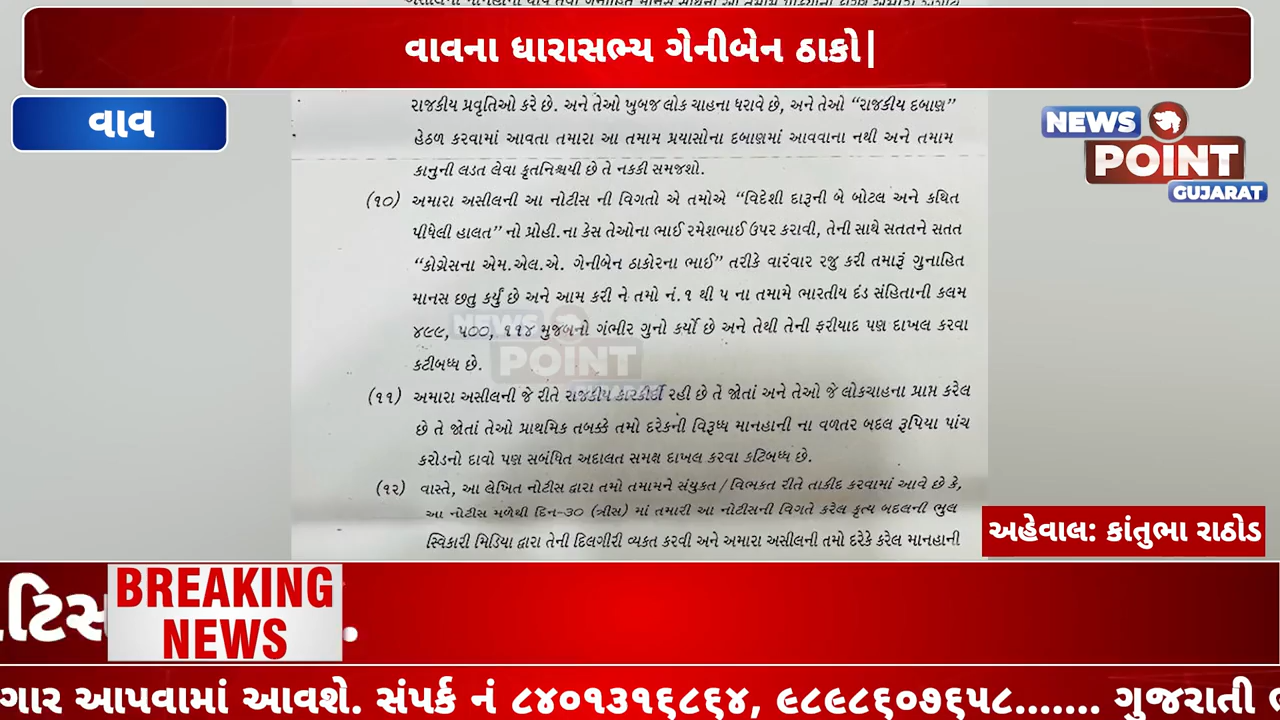 વાવના ધારાસભ્ય ગેનીબેન ઠાકો|
વાવ
NEWS
POINT
GUJARAT
રાજકીય પ્રવૃતિઓ કરે છે. અને તેઓ ખુબજ લોક ચાહના ધરાવે છે, અને તેઓ “રાજકીય દબાણ”
હેઠળ કરવામાં આવતા તમારા આ તમામ પ્રયાસોના દબાણમાં આવવાના નથી અને તમામ
કાનુની લડત લેવા કૃતનિશ્ચયી છે તે નકકી સમજશો.
(૧૦) અમારા અસીલની આ નોટીસ ની વિગતો એ તમોએ “વિદેશી દારૂની બે બોટલ અને કથિત
પીધેલી હાલત” નો પ્રોહી.ના કેસ તેઓના ભાઈ રમેશભાઈ ઉપર કરાવી, તેની સાથે સતતને સતત
“કોગ્રેસના એમ.એલ.એ. ગેનીબેન ઠાકોરના ભાઈ” તરીકે વારંવાર રજુ કરી તમારૂં ગુનાહિત
માનસ છતુ કર્યું છે અને આમ કરી ને તમો નં.૧ થી ૫ ના તમામે ભારતીય દંડ સંહિતાની કલમ
૪૯૯, ૫૦૦, ૧૧૪ મુજબનો ગંભીર ગુનો કર્યો છે અને તેથી તેની ફરીયાદ પણ દાખલ કરવા
કટીબધ્ધ છે.
NEWS
POINT
GUJARAT
(૧૧) અમારા અસીલની જે રીતે રાજકીય કારકીર્દી રહી છે તે જોતાં અને તેઓ જે લોકચાહના પ્રાપ્ત કરેલ
છે તે જોતાં તેઓ પ્રાથમિક તબક્કે તમો દરેકની વિરૂધ્ધ માનહાની ના વળતર બદલ રૂપિયા પાંચ
કરોડનો દાવો પણ સબંધિત અદાલત સમક્ષ દાખલ કરવા કટિબધ્ધ છે.
(૧૨) વાસ્તે, આ લેખિત નોટીસ દ્વારા તમો તમામને સંયુક્ત / વિભકત રીતે તાકીદ કરવામાં આવે છે કે,
આ નોટીસ મળેથી દિન-૩૦ (ત્રીસ) માં તમારી આ નોટીસની વિગતે કરેલ કૃત્ય બદલની ભુલ
સ્વિકારી મિડિયા દ્વારા તેની દિલગીરી વ્યક્ત કરવી અને અમારા અસીલની તમો દરેકે કરેલ માનહાની
અહેવાલ: કાંતુભા રાઠોડ
ટિસ
BREAKING
NEWS
ગાર આપવામાં આવશે. સંપર્ક નં ૮૪૦૧૩૧૬૮૬૪, ૯૮૯૮૬૦૭૬૫૮....... ગુજરાતી